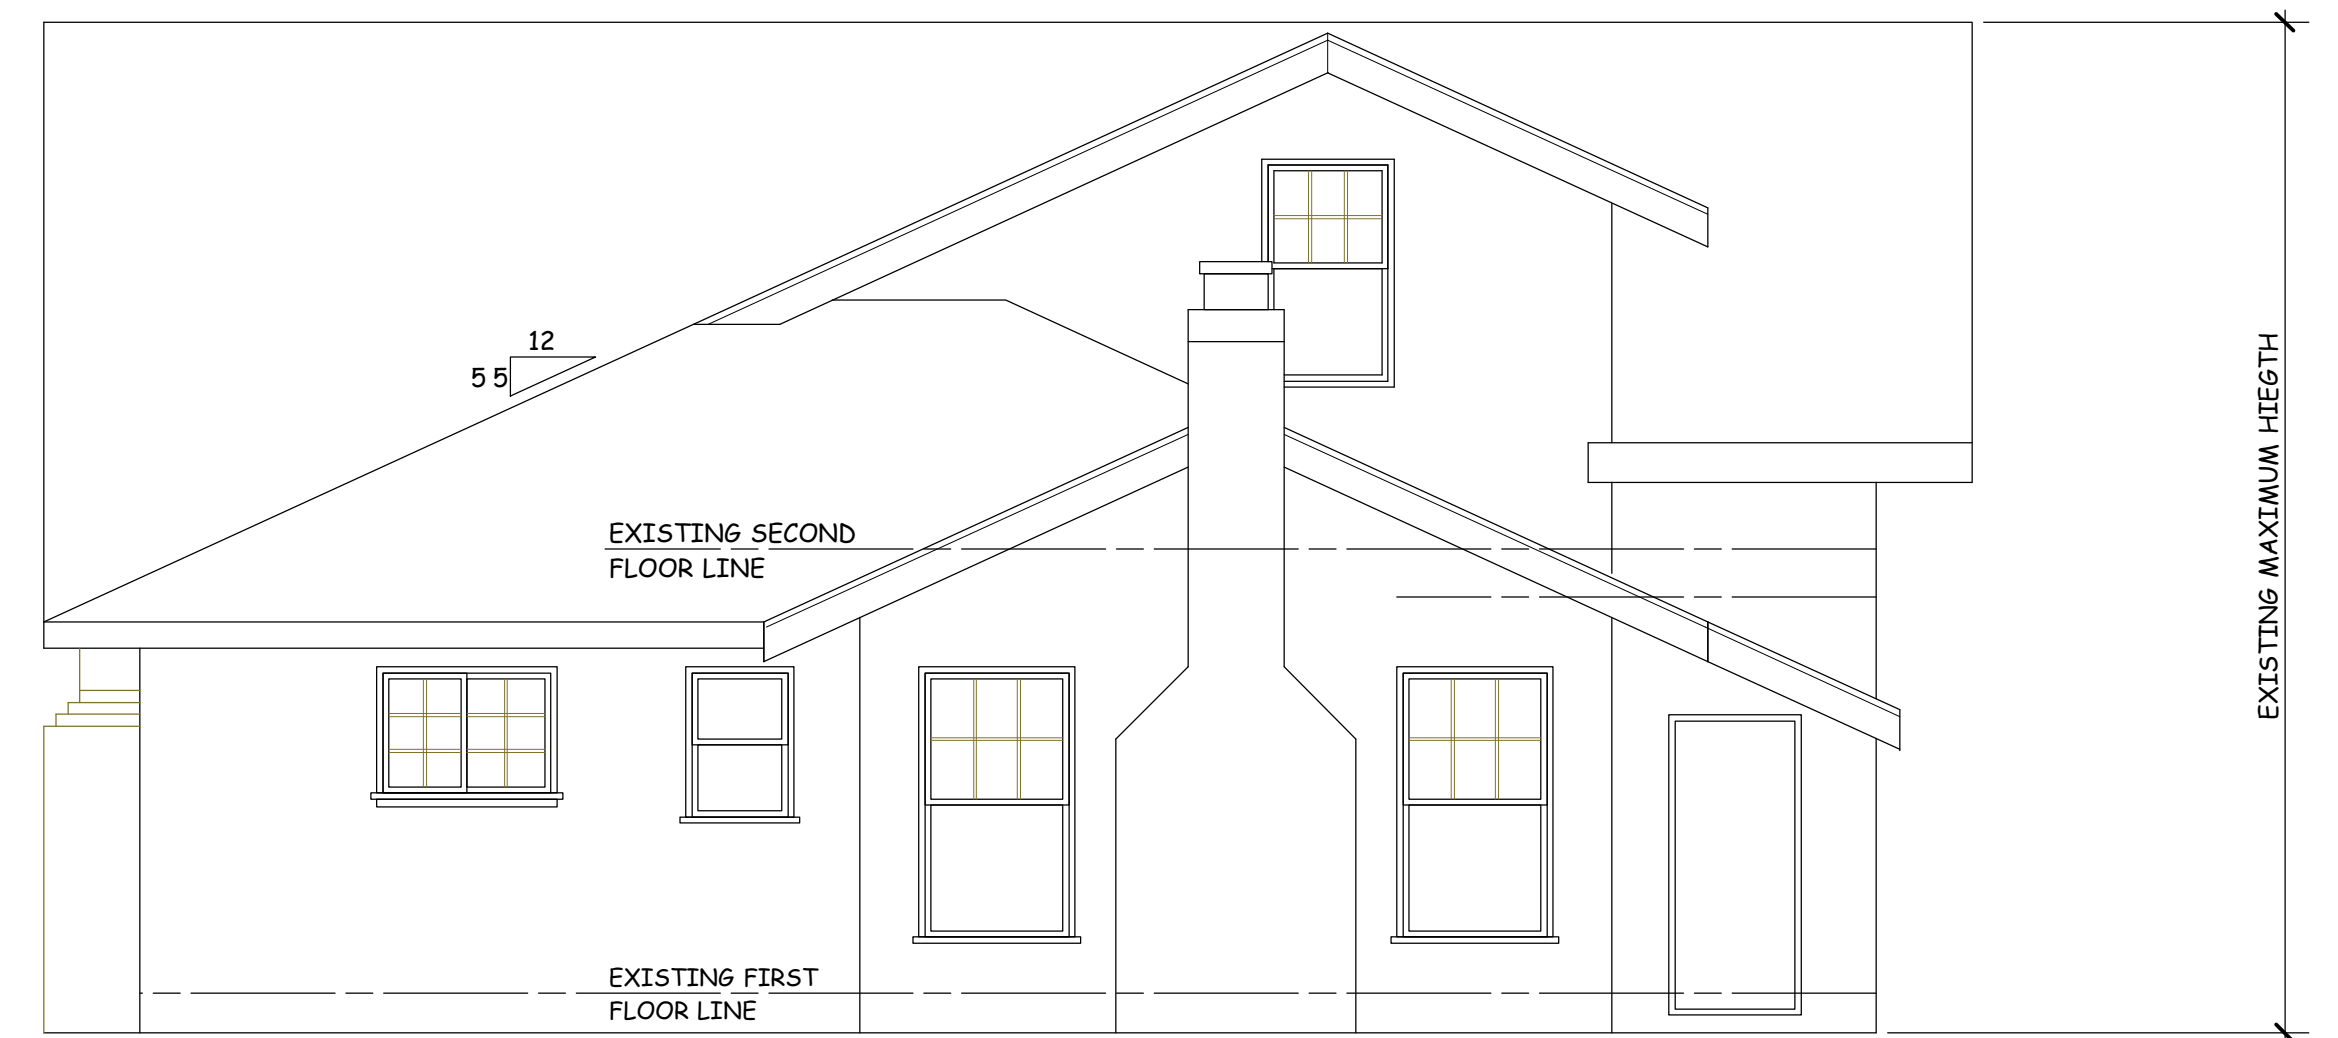 12
5 5
EXISTING SECOND
FLOOR LINE
EXISTING FIRST
FLOOR LINE
EXISTING MAXIMUM HIEGTH